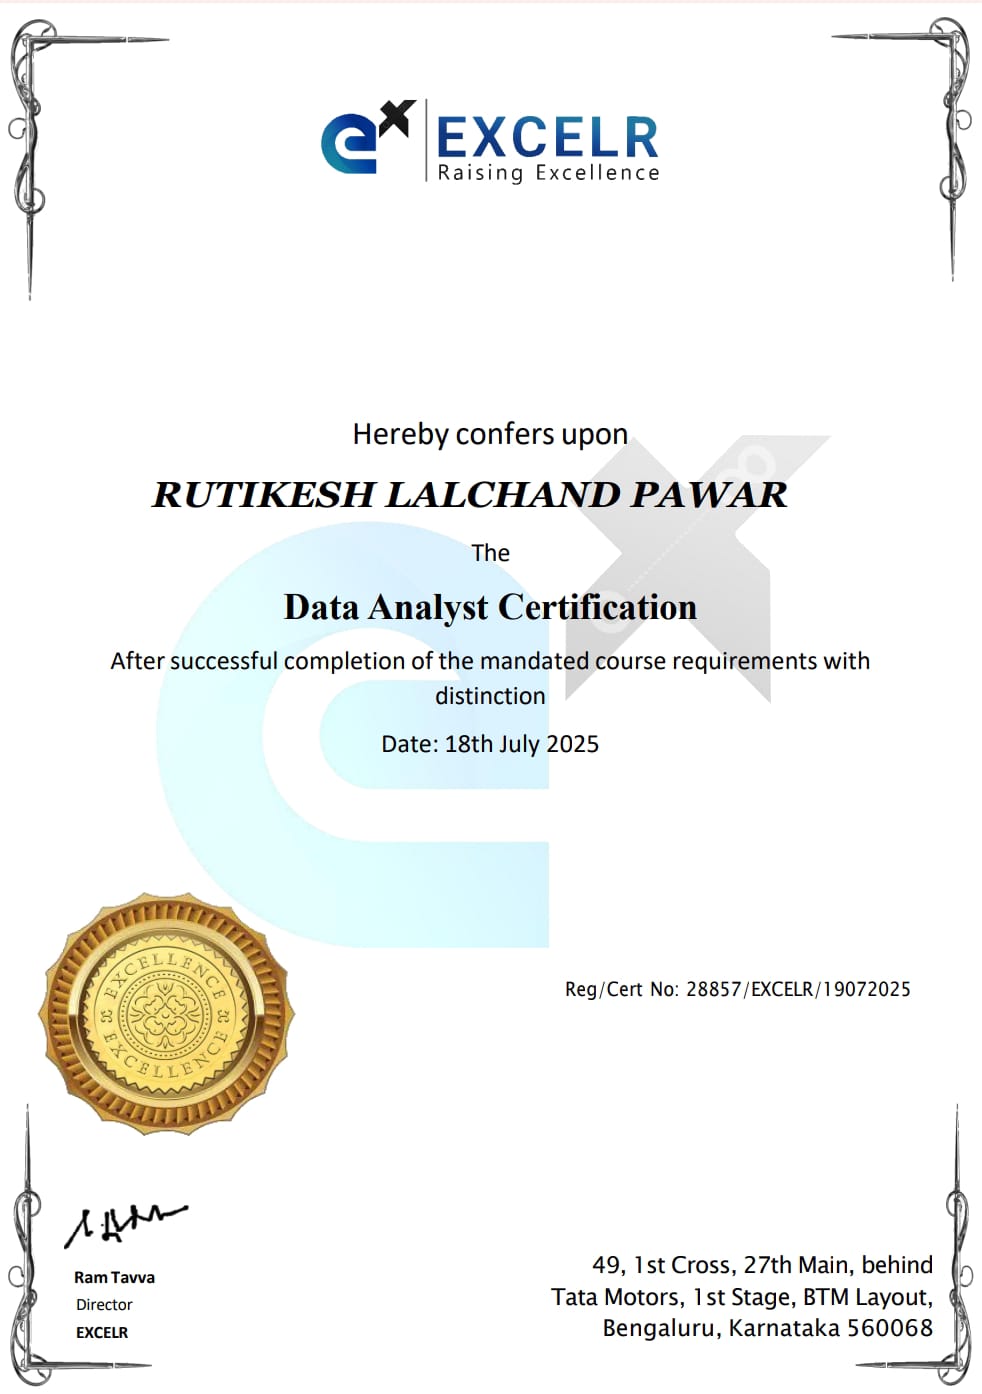 ex EXCELR
Raising Excellence
Hereby confers upon
RUTIKESH LALCHAND PAWAR
The
Data Analyst Certification
After successful completion of the mandated course requirements with
distinction
Date: 18th July 2025
EXCELLENCE
EXCELLENCE
Reg/Cert No: 28857/EXCELR/19072025
Ram Tavva
Director
EXCELR
49, 1st Cross, 27th Main, behind
Tata Motors, 1st Stage, BTM Layout,
Bengaluru, Karnataka 560068